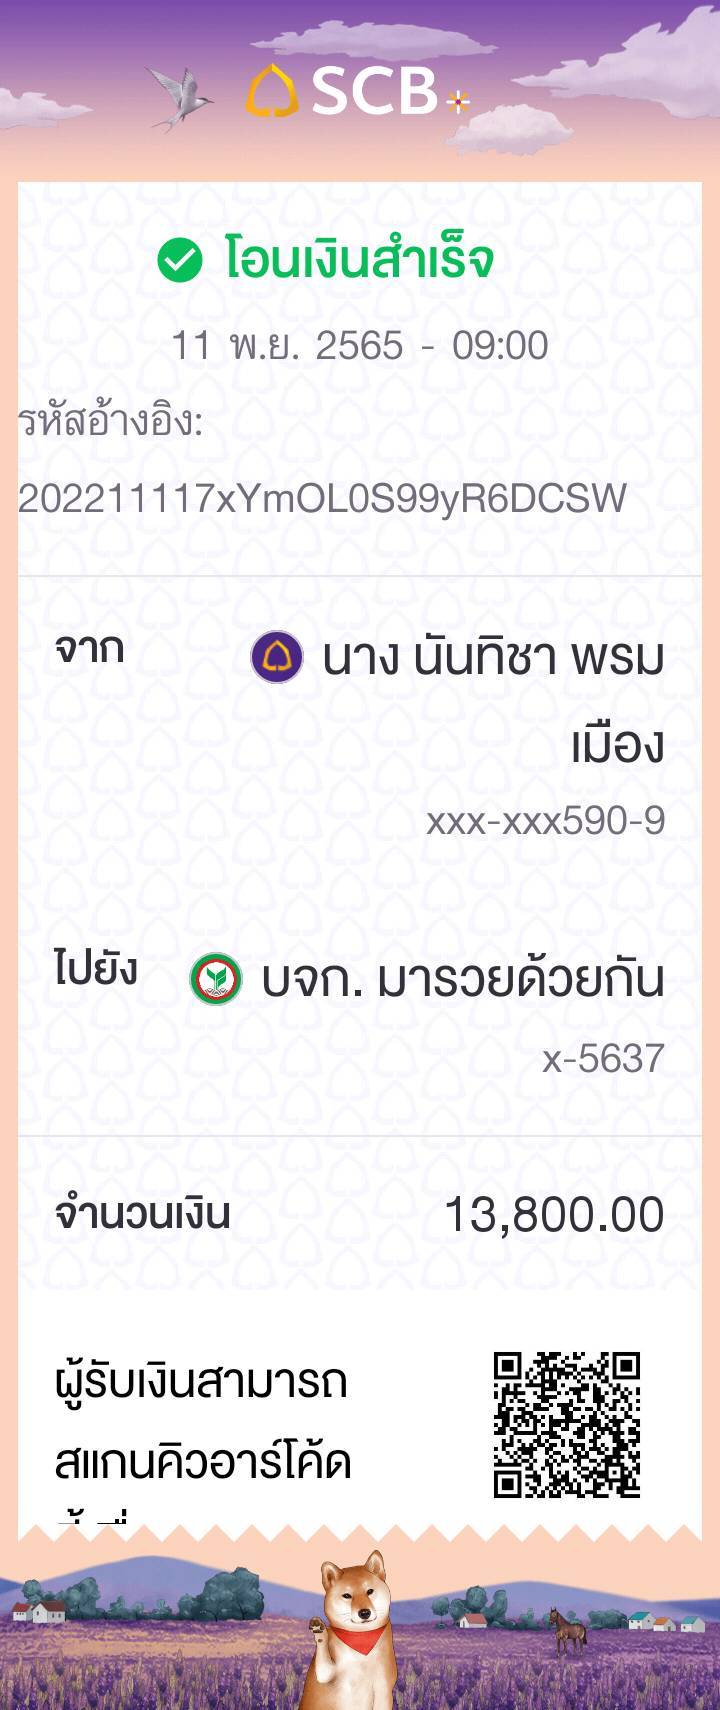 SCB
โอนเงินสำเร็จ
11 พ.ย. 2565 - 09:00
รหัสอ้างอิง:
202211117xYmOL0S99yR6DCSW
จาก
นาง นันทิชา พรม
เมือง
xxx-xxx590-9
ไปยัง
บจก. มารวยด้วยกัน
x-5637
จำนวนเงิน
13,800.00
ผู้รับเงินสามารถ
สแกนคิวอาร์โค้ด